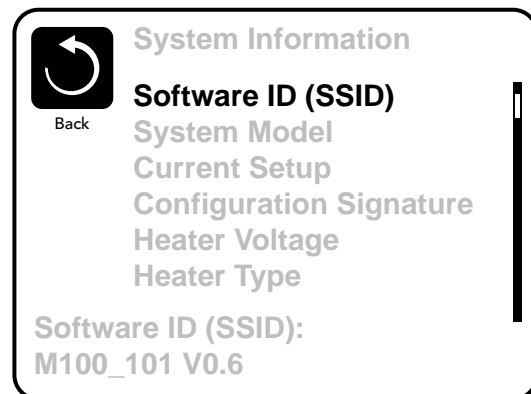 System Information
Back
Software ID (SSID)
System Model
Current Setup
Configuration Signature
Heater Voltage
Heater Type
Software ID (SSID):
M100_101 V0.6